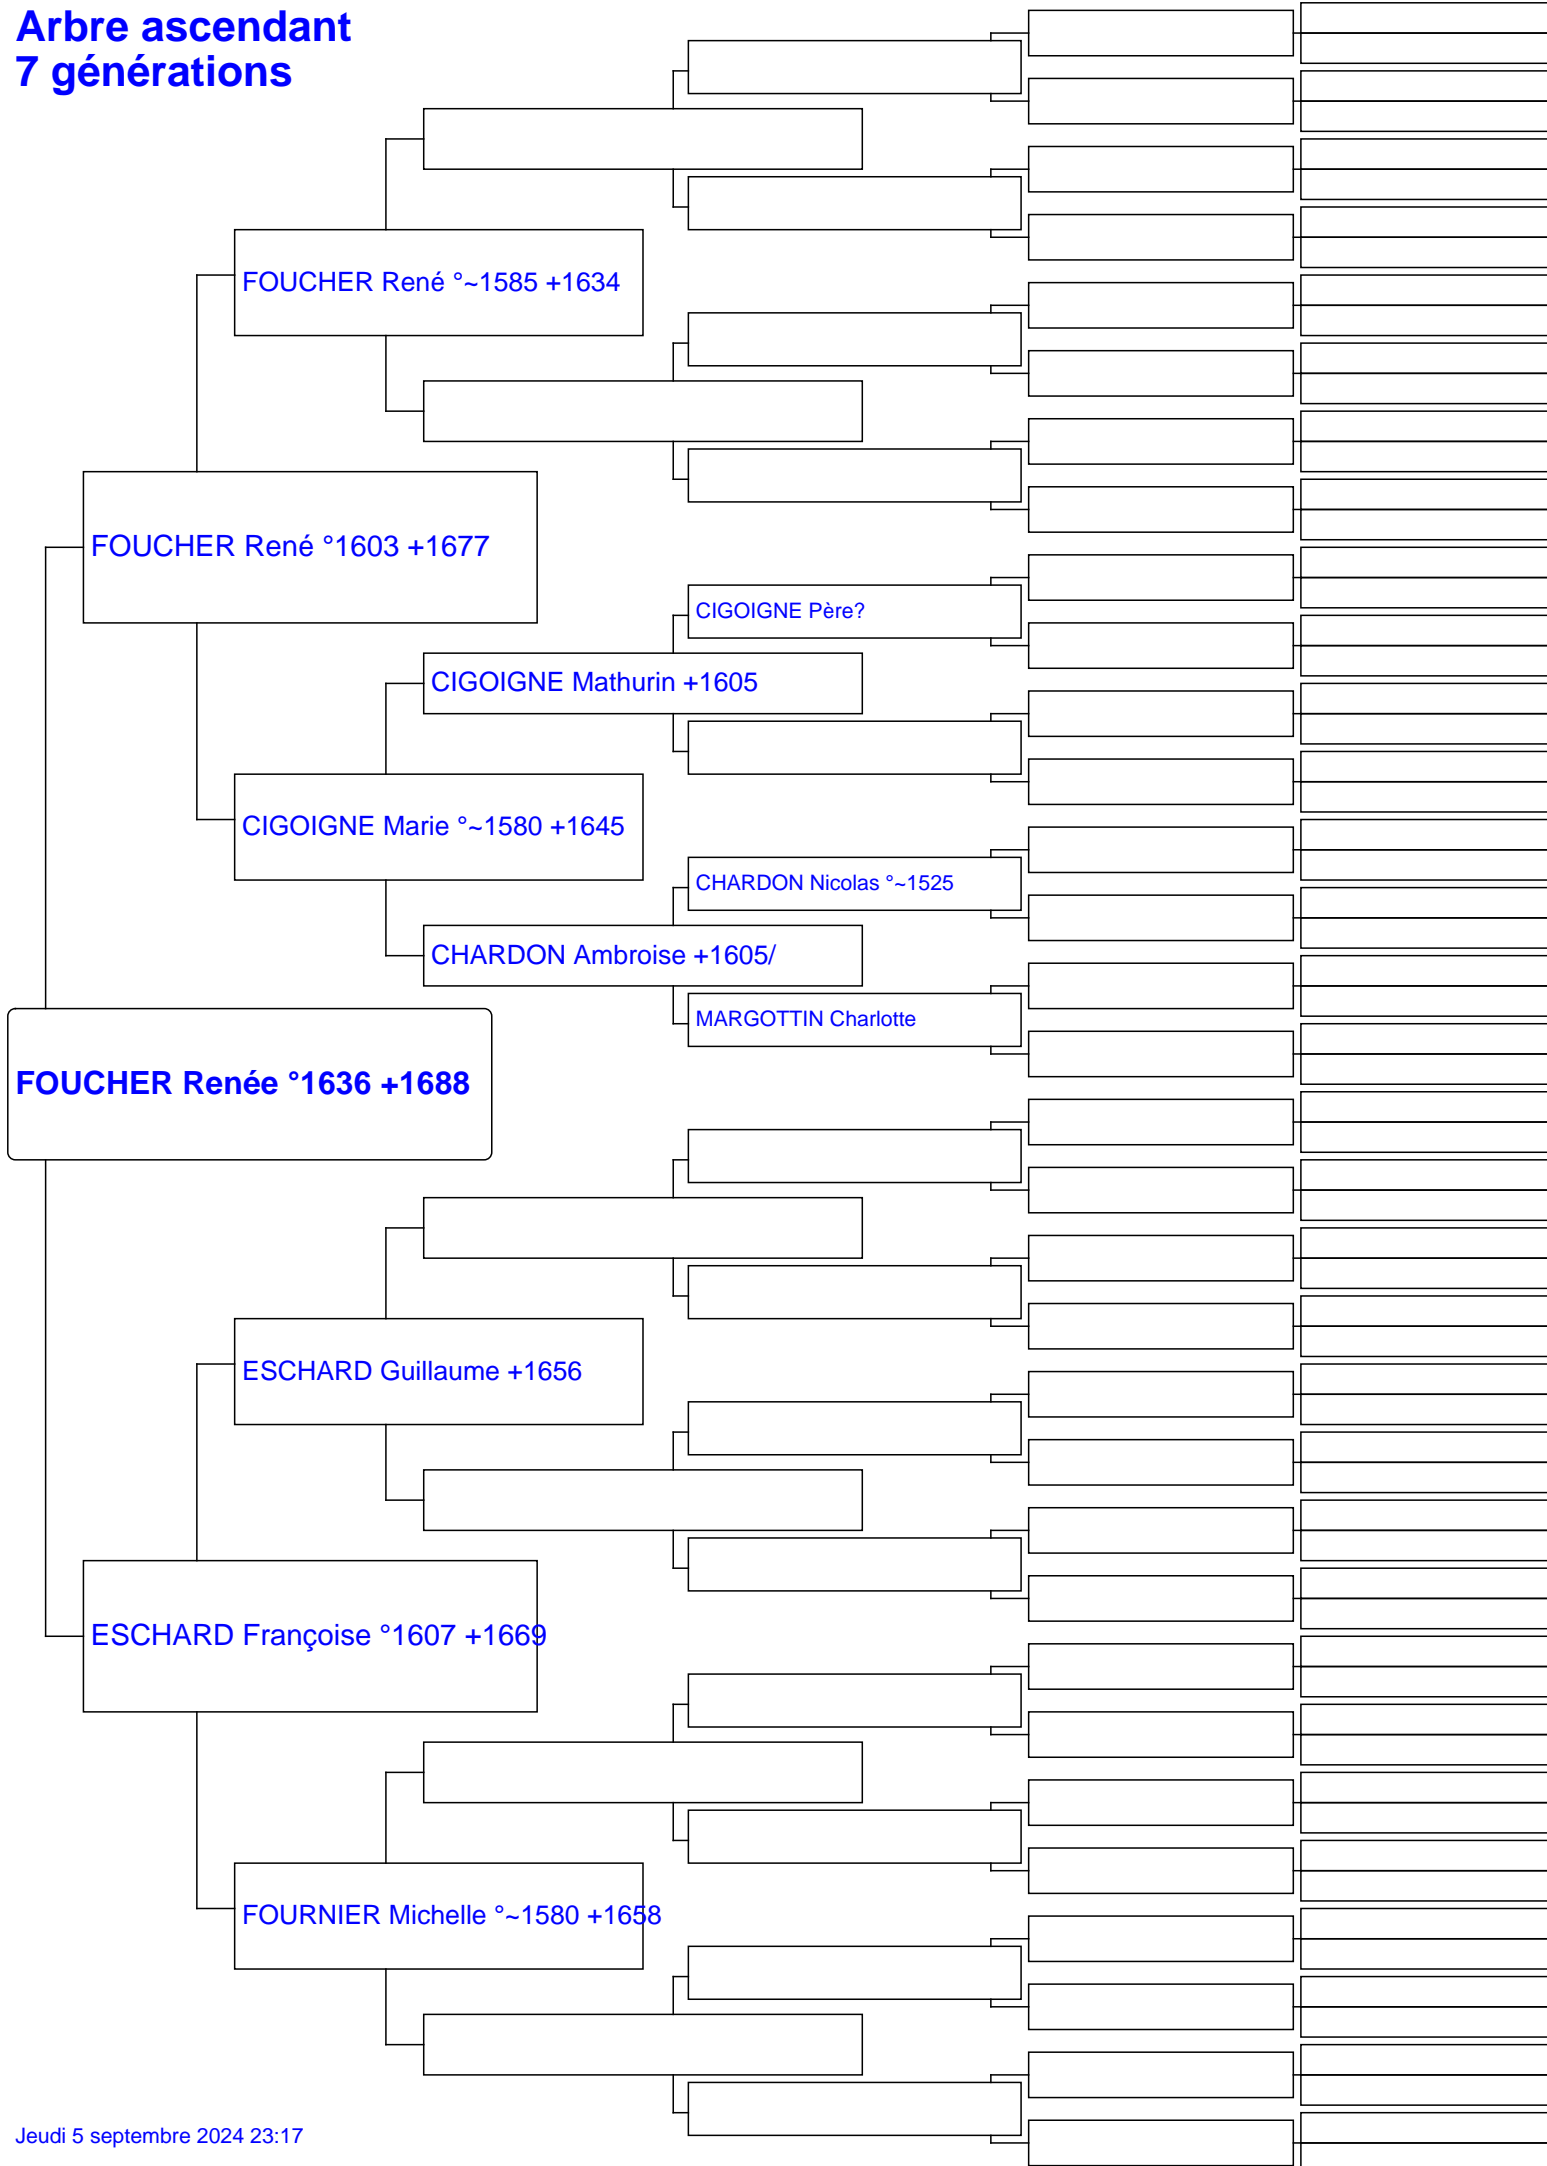 Arbre ascendant
7 générations
FOUCHER René °~1585 +1634
FOUCHER René °1603 +1677
CIGOIGNE Père?
CIGOIGNE Mathurin +1605
CIGOIGNE Marie °~1580 +1645
CHARDON Nicolas °~1525
CHARDON Ambroise +1605/
MARGOTTIN Charlotte
FOUCHER Renée °1636 +1688
ESCHARD Guillaume +1656
ESCHARD Françoise °1607 +1669
FOURNIER Michelle °~1580 +1658
Jeudi 5 septembre 2024 23:17